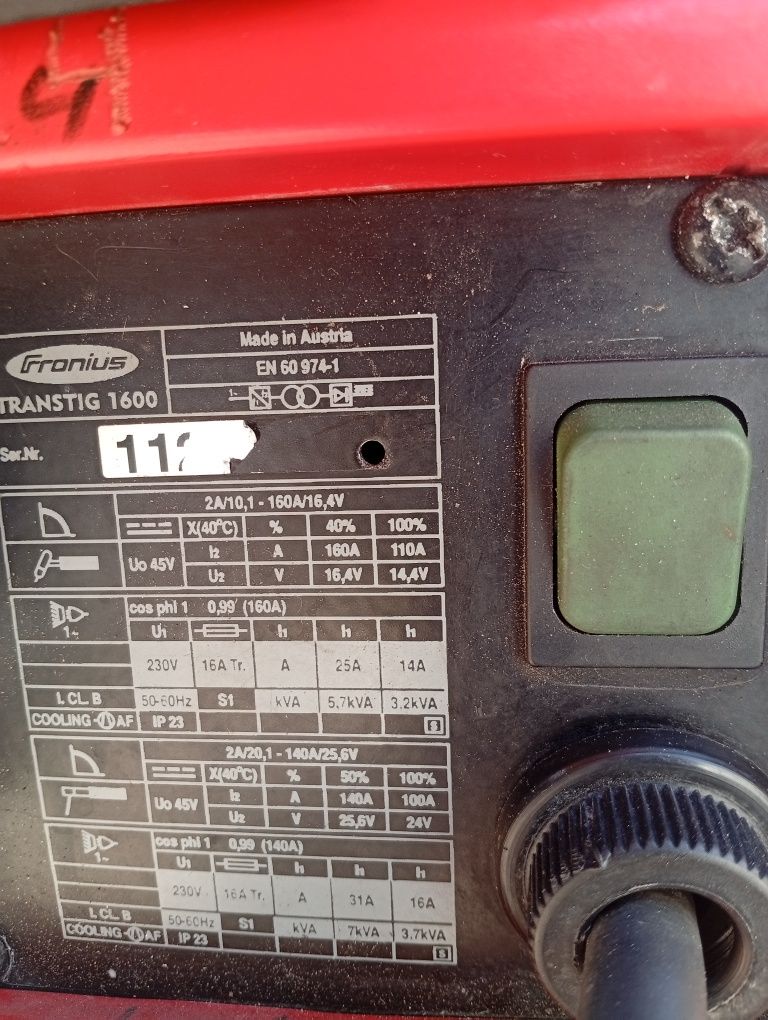 4
Fronius
TRANSTIG 1600
Made in Austria
EN 60 974-1
1~
Ser.Nr.
11
2A/10,1 - 160A/16,4V
X(40°C) % 40% 100%
Uo 45V I2 A 160A 110A
U2 V 16,4V 14,4V
cos phi 1 0,99 (160A)
1~ U1 I1 I1 I1
230V 16A Tr. A 25A 14A
I. CL. B 50-60Hz S1 kVA 5,7kVA 3.2kVA
COOLING AF IP 23 S
2A/20,1 - 140A/25,6V
X(40°C) % 50% 100%
Uo 45V I2 A 140A 100A
U2 V 25,6V 24V
cos phi 1 0,99 (140A)
1~ U1 I1 I1 I1
230V 16A Tr. A 31A 16A
I. CL. B 50-60Hz S1 kVA 7kVA 3.7kVA
COOLING AF IP 23 S